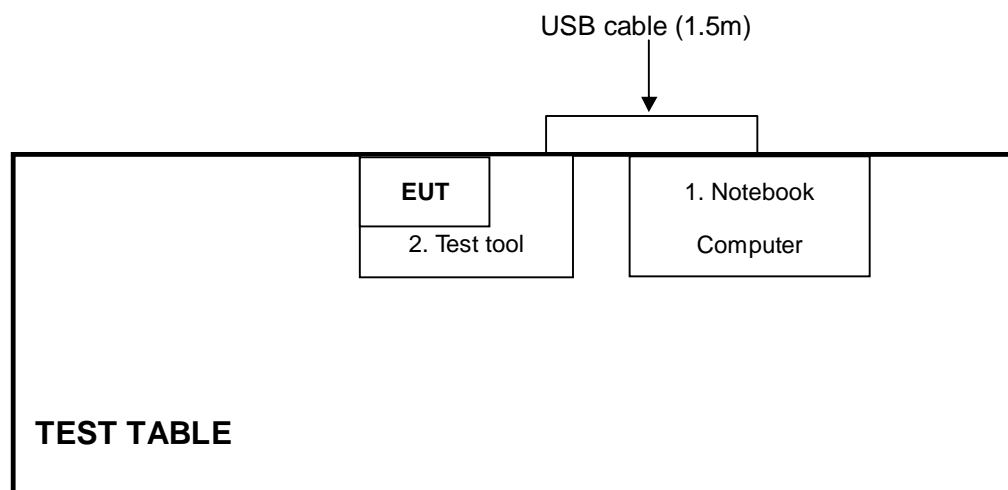 USB cable (1.5m)
EUT
2. Test tool
1. Notebook
Computer
TEST TABLE